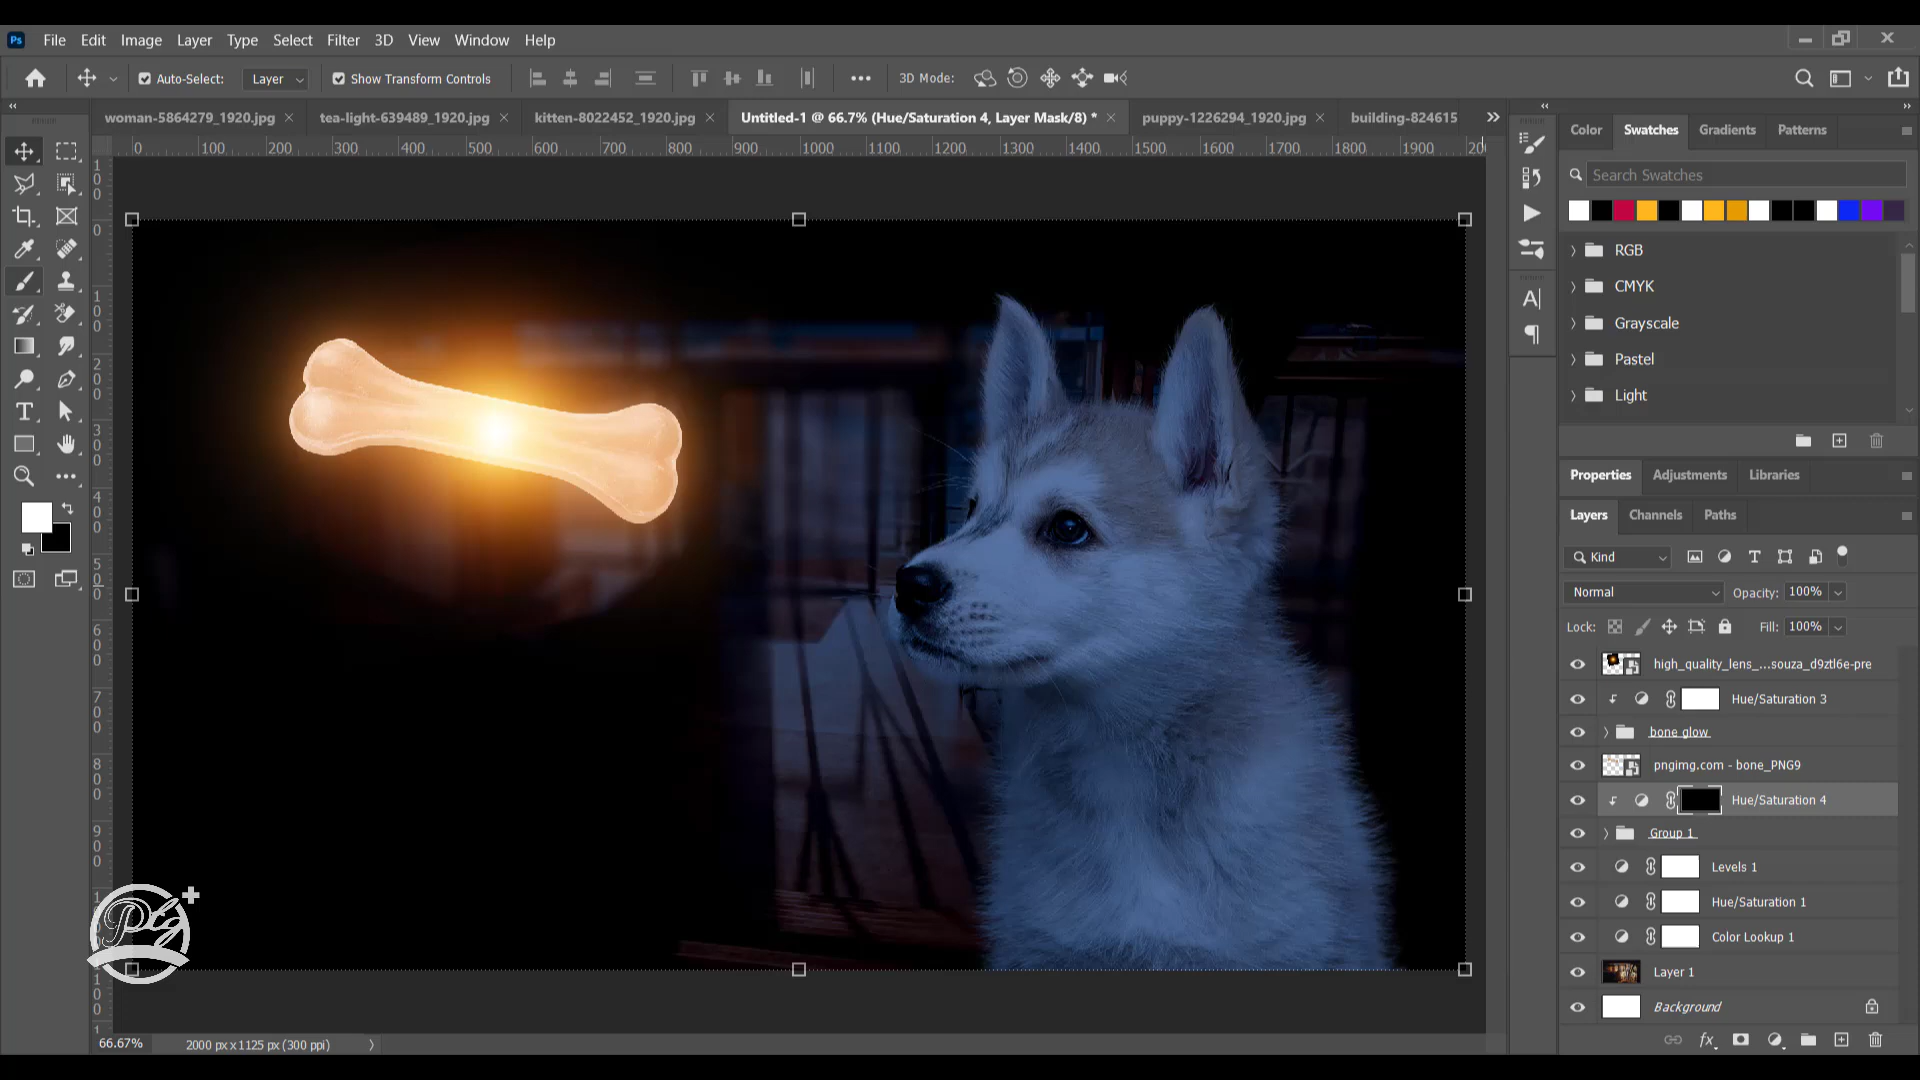 Ps File Edit Image Layer Type Select Filter 3D View Window Help
Auto-Select: Layer Show Transform Controls 3D Mode:
woman-5864279_1920.jpg tea-light-639489_1920.jpg kitten-8022452_1920.jpg Untitled-1 @ 66.7% (Hue/Saturation 4, Layer Mask/8) * puppy-1226294_1920.jpg building-824615
0 100 200 300 400 500 600 700 800 900 1000 1100 1200 1300 1400 1500 1600 1700 1800 1900
Color Swatches Gradients Patterns
Search Swatches
RGB
CMYK
Grayscale
Pastel
Light
Properties Adjustments Libraries
Layers Channels Paths
Kind
Normal Opacity: 100%
Lock: Fill: 100%
high_quality_lens_...souza_d9ztl6e-pre
Hue/Saturation 3
bone glow
pngimg.com - bone_PNG9
Hue/Saturation 4
Group 1
Levels 1
Hue/Saturation 1
Color Lookup 1
Layer 1
Background
66.67% 2000 px x 1125 px (300 ppi)